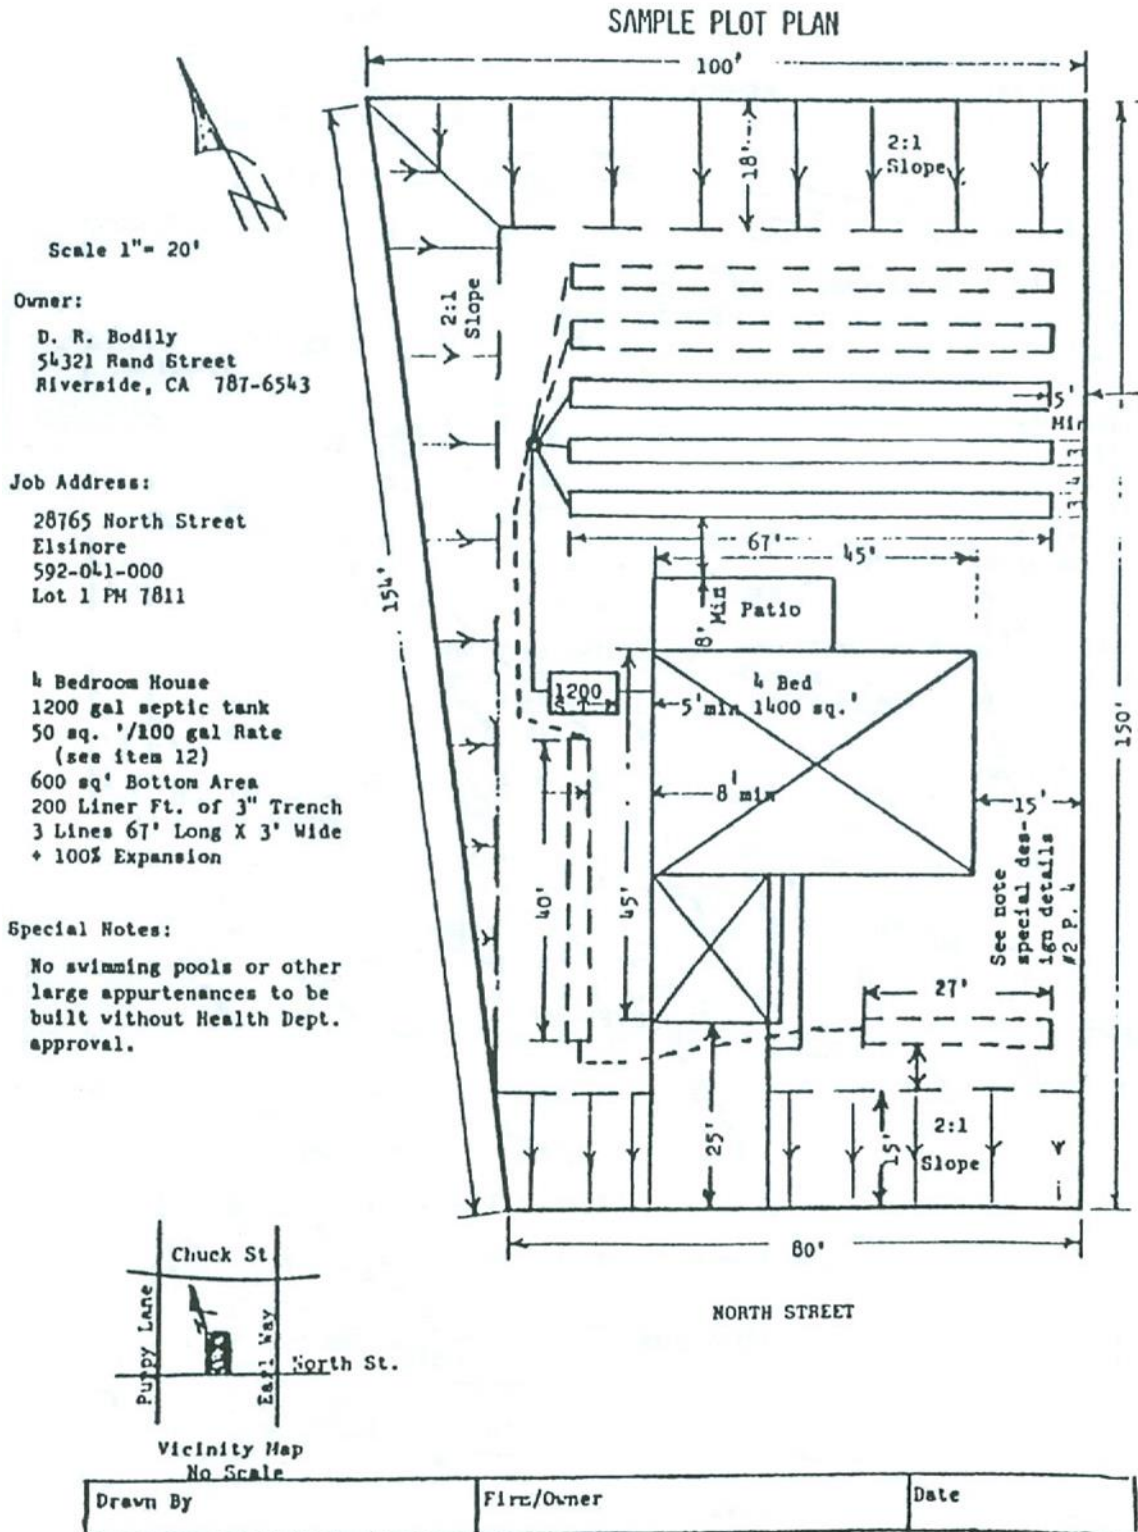 SAMPLE PLOT PLAN
100'
18'
2:1
Slope
Scale 1"= 20'
Owner:
D. R. Bodily
54321 Rand Street
Riverside, CA 787-6543
2:1
Slope
5'
Min
3
4
3
Job Address:
28765 North Street
Elsinore
592-041-000
Lot 1 PM 7811
154'
67'
45'
8'
Min
Patio
150'
4 Bedroom House
1200 gal septic tank
50 sq. '/100 gal Rate
(see item 12)
600 sq' Bottom Area
200 Liner Ft. of 3" Trench
3 Lines 67' Long X 3' Wide
+ 100% Expansion
1200
4 Bed
5'min 1400 sq.'
8'min
15'
40'
45'
See note
special des-
ign details
#2 P. 4
Special Notes:
No swimming pools or other
large appurtenances to be
built without Health Dept.
approval.
27'
25'
15'
2:1
Slope
80'
NORTH STREET
Chuck St
Puppy Lane
Earl Way
North St.
Vicinity Map
No Scale
Drawn By
Firm/Owner
Date